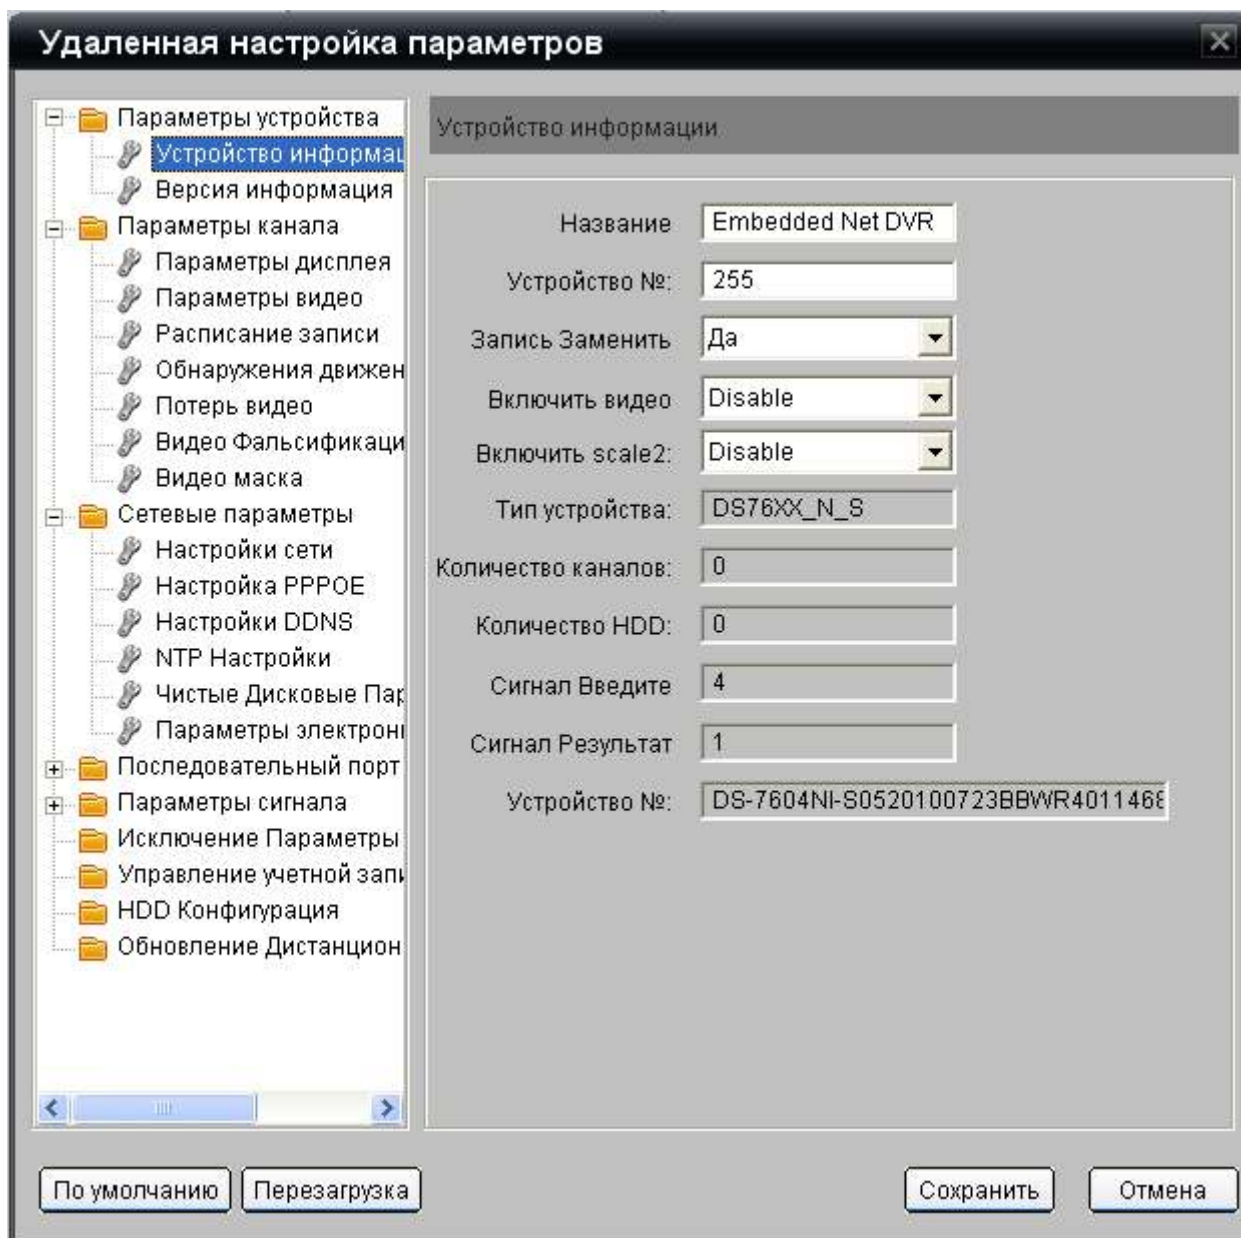 Удаленная настройка параметров
Параметры устройства
Устройство информац
Версия информация
Параметры канала
Параметры дисплея
Параметры видео
Расписание записи
Обнаружения движен
Потерь видео
Видео Фальсификаци
Видео маска
Сетевые параметры
Настройки сети
Настройка PPPOE
Настройки DDNS
NTP Настройки
Чистые Дисковые Пар
Параметры электрон
Последовательный порт
Параметры сигнала
Исключение Параметры
Управление учетной запи
HDD Конфигурация
Обновление Дистанцион
Устройство информации
Название Embedded Net DVR
Устройство №: 255
Запись Заменить Да
Включить видео Disable
Включить scale2: Disable
Тип устройства: DS76XX_N_S
Количество каналов: 0
Количество HDD: 0
Сигнал Введите 4
Сигнал Результат 1
Устройство №: DS-7604NI-S0520100723BBWR4011468
По умолчанию Перезагрузка Сохранить Отмена